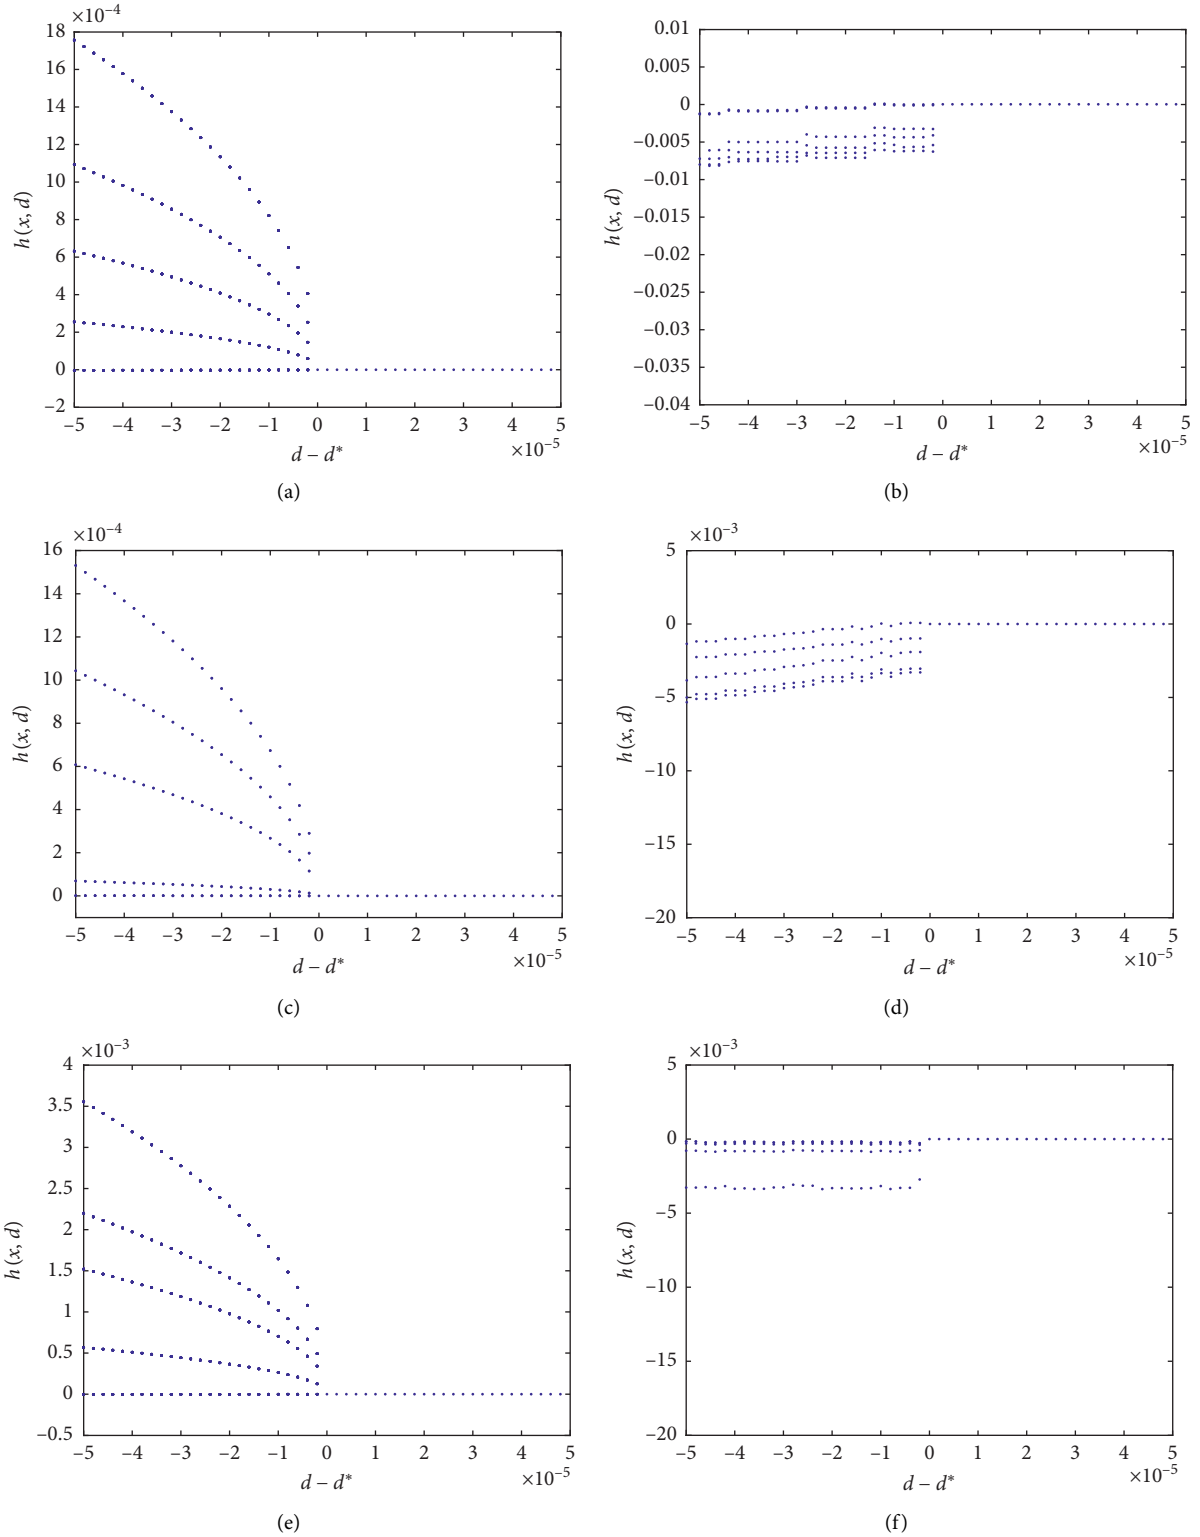 ×10⁻⁴
18
16
14
12
10
8
6
4
2
0
−2
h(x, d)
−5 −4 −3 −2 −1 0 1 2 3 4 5
×10⁻⁵
d − d*
(a)
0.01
0.005
0
−0.005
−0.01
−0.015
−0.02
−0.025
−0.03
−0.035
−0.04
h(x, d)
−5 −4 −3 −2 −1 0 1 2 3 4 5
×10⁻⁵
d − d*
(b)
×10⁻⁴
16
14
12
10
8
6
4
2
0
h(x, d)
−5 −4 −3 −2 −1 0 1 2 3 4 5
×10⁻⁵
d − d*
(c)
×10⁻³
5
0
−5
−10
−15
−20
h(x, d)
−5 −4 −3 −2 −1 0 1 2 3 4 5
×10⁻⁵
d − d*
(d)
×10⁻³
4
3.5
3
2.5
2
1.5
1
0.5
0
−0.5
h(x, d)
−5 −4 −3 −2 −1 0 1 2 3 4 5
×10⁻⁵
d − d*
(e)
×10⁻³
5
0
−5
−10
−15
−20
h(x, d)
−5 −4 −3 −2 −1 0 1 2 3 4 5
×10⁻⁵
d − d*
(f)